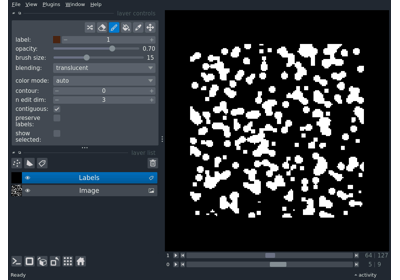 File View Plugins Window Help
layer controls
label: 1
opacity: 0.70
brush size: 15
blending: translucent
color mode: auto
contour: 0
n edit dim: 3
contiguous:
preserve
labels:
show
selected:
layer list
Labels
Image
1 64 127
0 5 9
Ready activity